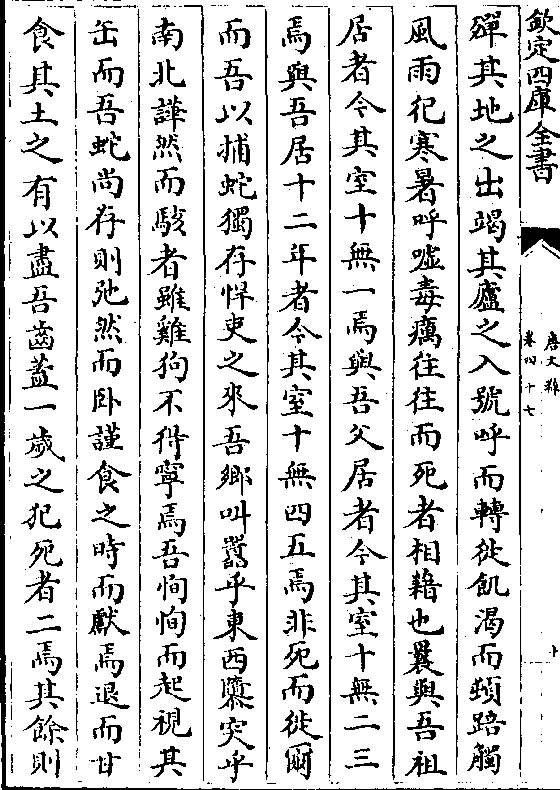 欽定四庫全書
唐文粹
卷四十七
十
殫其地之出竭其廬之入號呼而轉徙飢渴而頓踣觸
風雨犯寒暑呼噓毒癘往往而死者相藉也曩與吾祖
居者今其室十無一焉與吾父居者今其室十無二三
焉與吾居十二年者今其室十無四五焉非死而徙爾
而吾以捕蛇獨存悍吏之來吾鄉叫囂乎東西隳突乎
南北譁然而駭者雖雞狗不得寧焉吾恂恂而起視其
缶而吾蛇尚存則弛然而卧謹食之時而獻焉退而甘
食其土之有以盡吾齒葢一歲之犯死者二焉其餘則